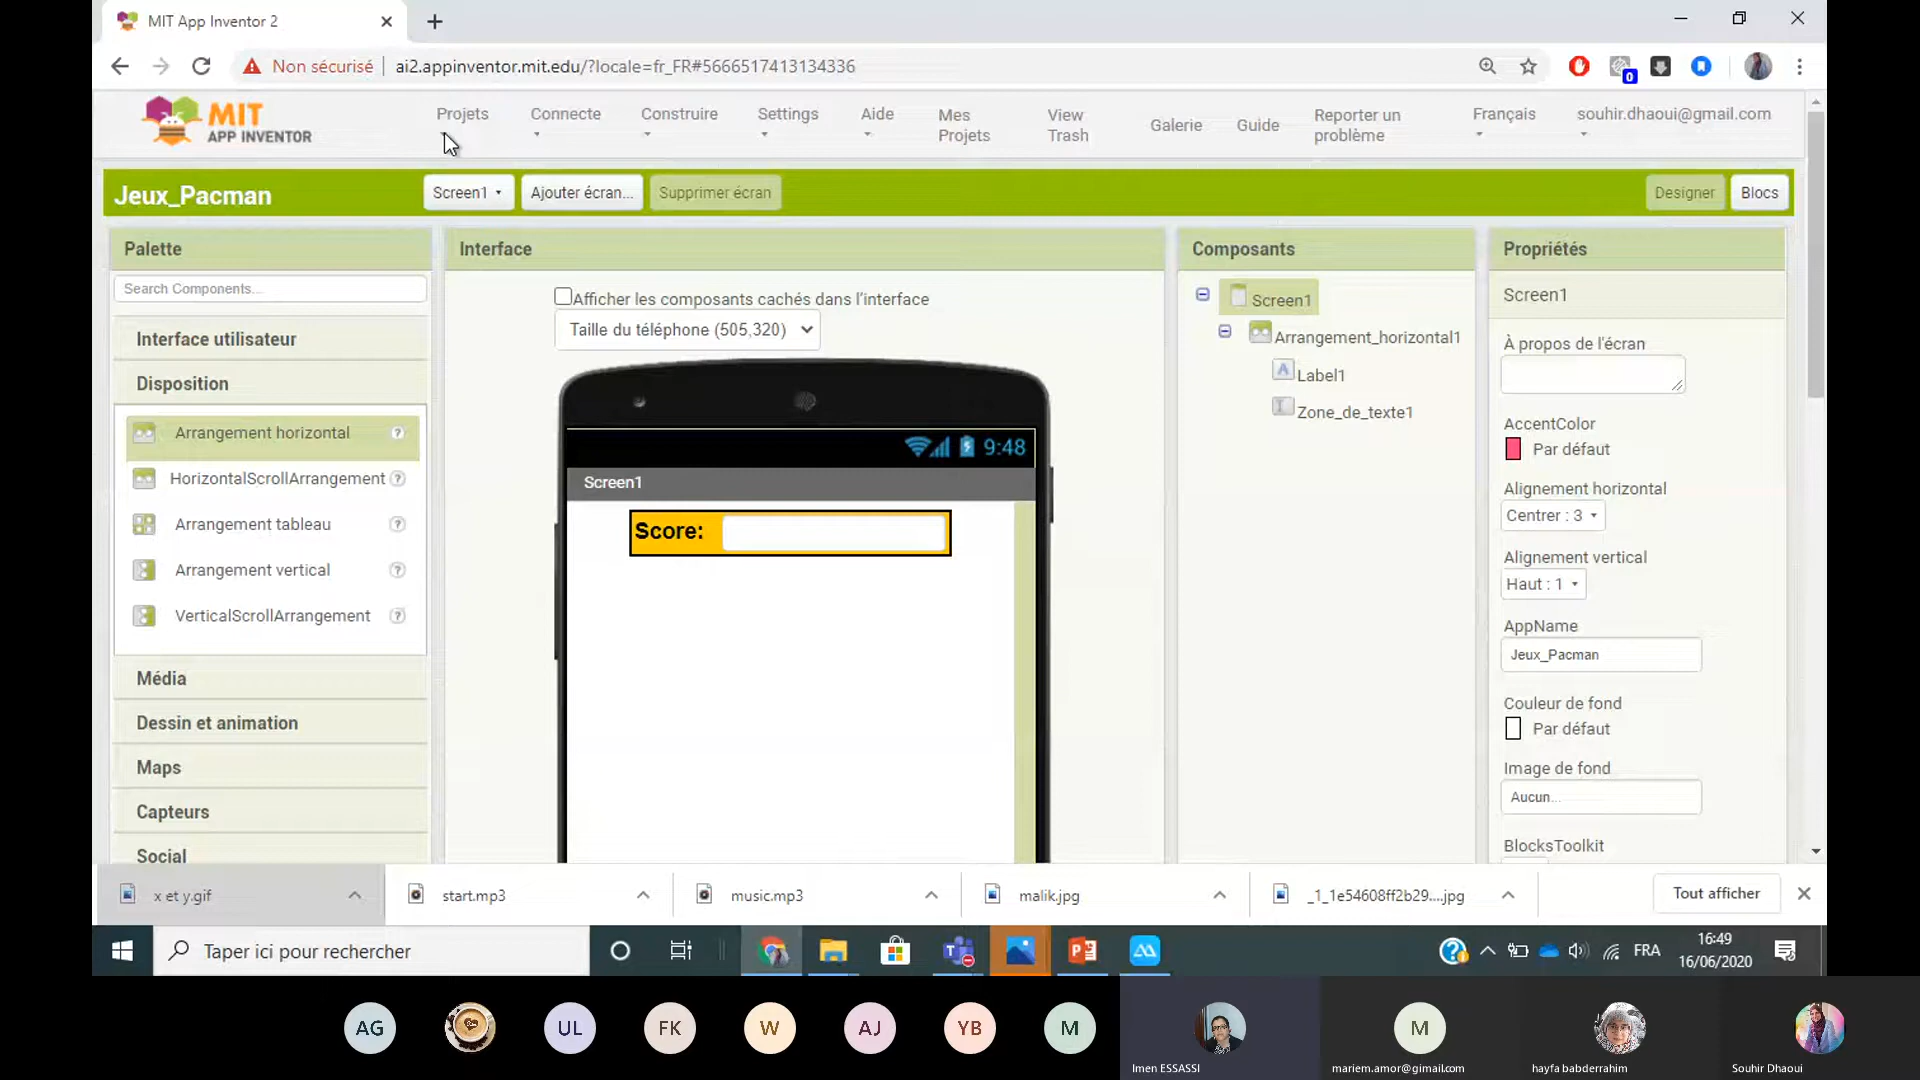 MIT App Inventor 2
Non sécurisé
ai2.appinventor.mit.edu/?locale=fr_FR#5666517413134336
0
MIT
APP INVENTOR
Projets
Connecte
Construire
Settings
Aide
Mes
Projets
View
Trash
Galerie
Guide
Reporter un
problème
Français
souhir.dhaoui@gmail.com
Jeux_Pacman
Screen1
Ajouter écran...
Supprimer écran
Designer
Blocs
Palette
Search Components...
Interface utilisateur
Disposition
Arrangement horizontal ?
HorizontalScrollArrangement ?
Arrangement tableau ?
Arrangement vertical ?
VerticalScrollArrangement ?
Média
Dessin et animation
Maps
Capteurs
Social
Interface
Afficher les composants cachés dans l'interface
Taille du téléphone (505,320)
9:48
Screen1
Score:
Composants
Screen1
Arrangement_horizontal1
A Label1
Zone_de_texte1
Propriétés
Screen1
À propos de l'écran
AccentColor
Par défaut
Alignement horizontal
Centrer : 3
Alignement vertical
Haut : 1
AppName
Jeux_Pacman
Couleur de fond
Par défaut
Image de fond
Aucun...
BlocksToolkit
x et y.gif
start.mp3
music.mp3
malik.jpg
_1_1e54608ff2b29....jpg
Tout afficher
Taper ici pour rechercher
FRA
16:49
16/06/2020
AG
UL
FK
W
AJ
YB
M
Imen ESSASSI
M
mariem.amor@gimail.com
hayfa babderrahim
Souhir Dhaoui